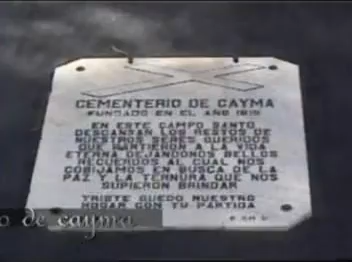 CEMENTERIO DE CAYMA
FUNDADO EN EL AÑO
EN ESTE CAMPO SANTO
DESCANSAN LOS RESTOS DE
NUESTROS SERES QUERIDOS
QUE PARTIERON A LA VIDA
ETERNA DEJANDONOS BELLOS
RECUERDOS AL CUAL NOS
COBIJAMOS EN BUSCA DE LA
PAZ Y LA TERNURA QUE NOS
SUPIERON BRINDAR
TRISTE QUEDO NUESTRO
HOGAR CON TU PARTIDA
o de cayma